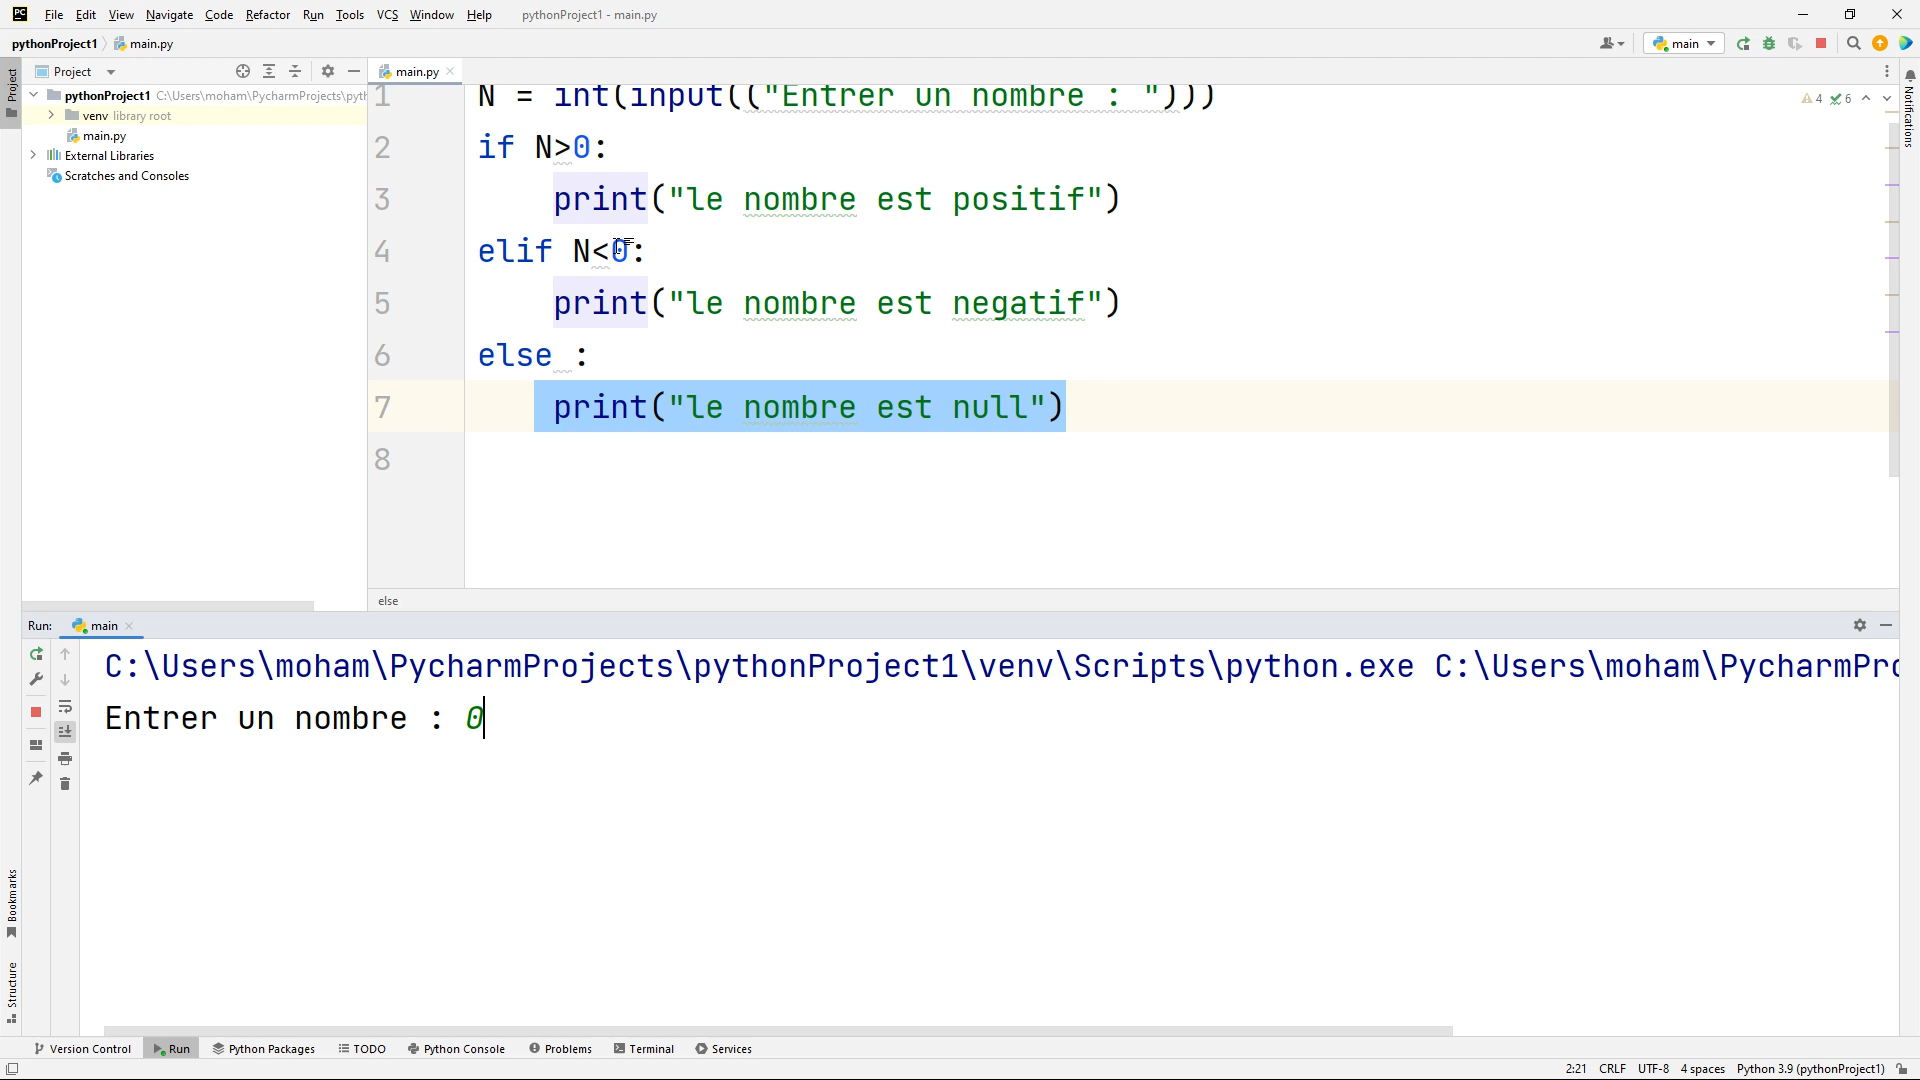 File Edit View Navigate Code Refactor Run Tools VCS Window Help pythonProject1 - main.py
pythonProject1 main.py main
Project Project main.py Notifications
pythonProject1 C:\Users\moham\PycharmProjects\pyth
venv library root
main.py
External Libraries
Scratches and Consoles
1 N = int(input(("Entrer un nombre : "))) 4 6
2 if N>0:
3 print("le nombre est positif")
4 elif N<0:
5 print("le nombre est negatif")
6 else :
7 print("le nombre est null")
8
else
Run: main
C:\Users\moham\PycharmProjects\pythonProject1\venv\Scripts\python.exe C:\Users\moham\PycharmPro
Entrer un nombre : 0
Bookmarks
Structure
Version Control Run Python Packages TODO Python Console Problems Terminal Services
2:21 CRLF UTF-8 4 spaces Python 3.9 (pythonProject1)